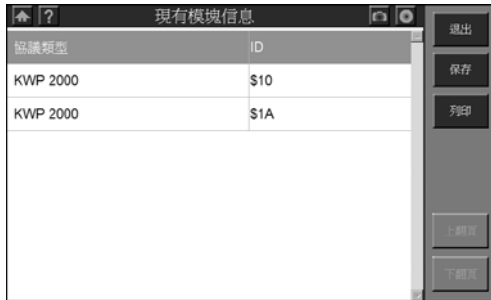 ? 現有模塊信息
協議類型 ID
KWP 2000 $10
KWP 2000 $1A
退出
保存
列印
上翻頁
下翻頁